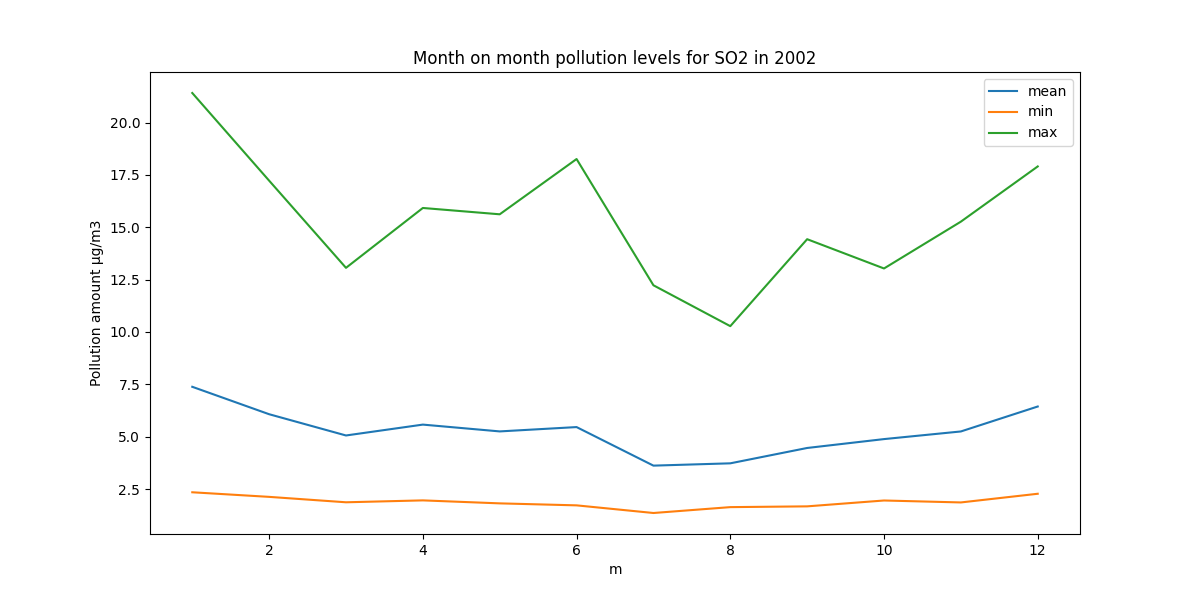 Month on month pollution levels for SO2 in 2002
mean
min
max
20.0
17.5
15.0
12.5
10.0
7.5
5.0
2.5
Pollution amount µg/m3
2 4 6 8 10 12
m